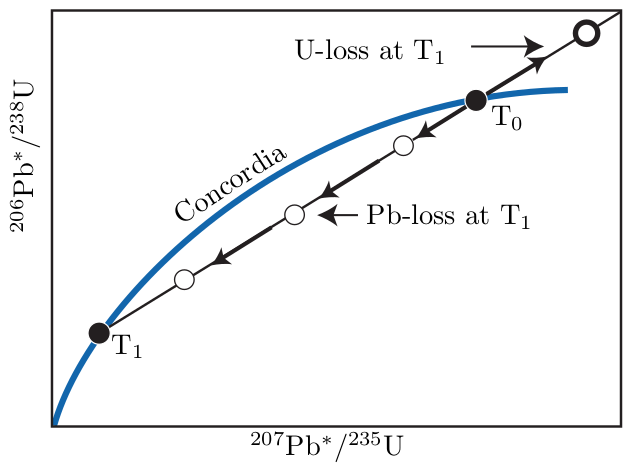 U-loss at T₁
T₀
Concordia
Pb-loss at T₁
T₁
²⁰⁶Pb*/²³⁸U
²⁰⁷Pb*/²³⁵U